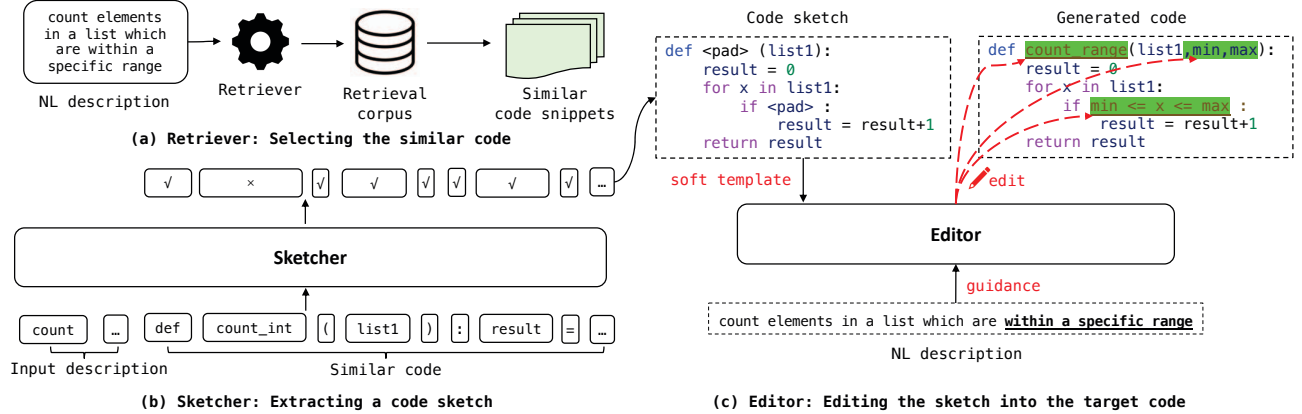 count elements
in a list which
are within a
specific range
NL description
Retriever
Retrieval
corpus
Similar
code snippets
(a) Retriever: Selecting the similar code
√ × √ √ √ √ √ √ …
Sketcher
count … def count_int ( list1 ) : result = …
Input description
Similar code
(b) Sketcher: Extracting a code sketch
Code sketch
def <pad> (list1):
result = 0
for x in list1:
if <pad> :
result = result+1
return result
Generated code
def count_range(list1,min,max):
result = 0
for x in list1:
if min <= x <= max :
result = result+1
return result
soft template
edit
Editor
guidance
count elements in a list which are within a specific range
NL description
(c) Editor: Editing the sketch into the target code